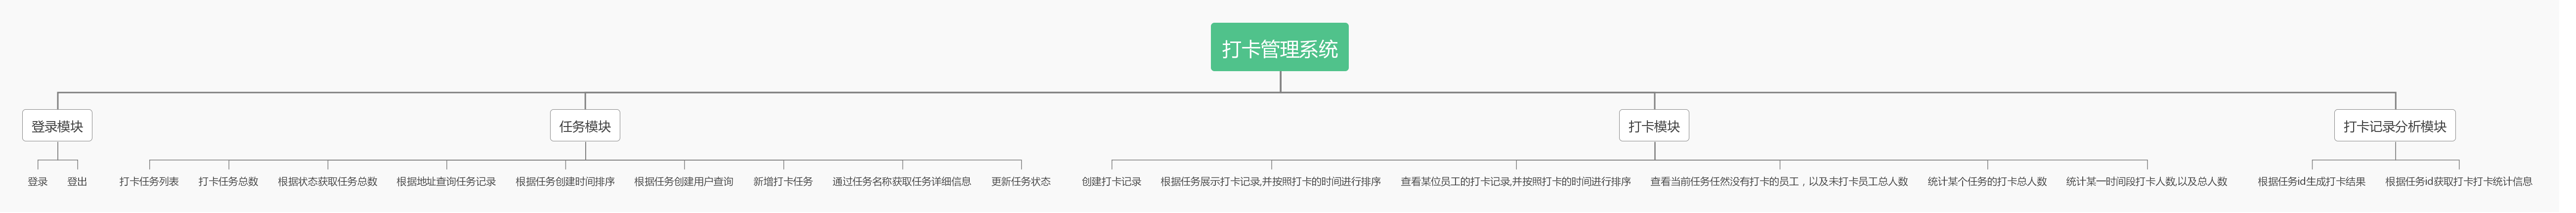 打卡管理系统
登录模块
任务模块
打卡模块
打卡记录分析模块
登录
登出
打卡任务列表
打卡任务总数
根据状态获取任务总数
根据地址查询任务记录
根据任务创建时间排序
根据任务创建用户查询
新增打卡任务
通过任务名称获取任务详细信息
更新任务状态
创建打卡记录
根据任务展示打卡记录,并按照打卡的时间进行排序
查看某位员工的打卡记录,并按照打卡的时间进行排序
查看当前任务任然没有打卡的员工，以及未打卡员工总人数
统计某个任务的打卡总人数
统计某一时间段打卡人数,以及总人数
根据任务id生成打卡结果
根据任务id获取打卡打卡统计信息